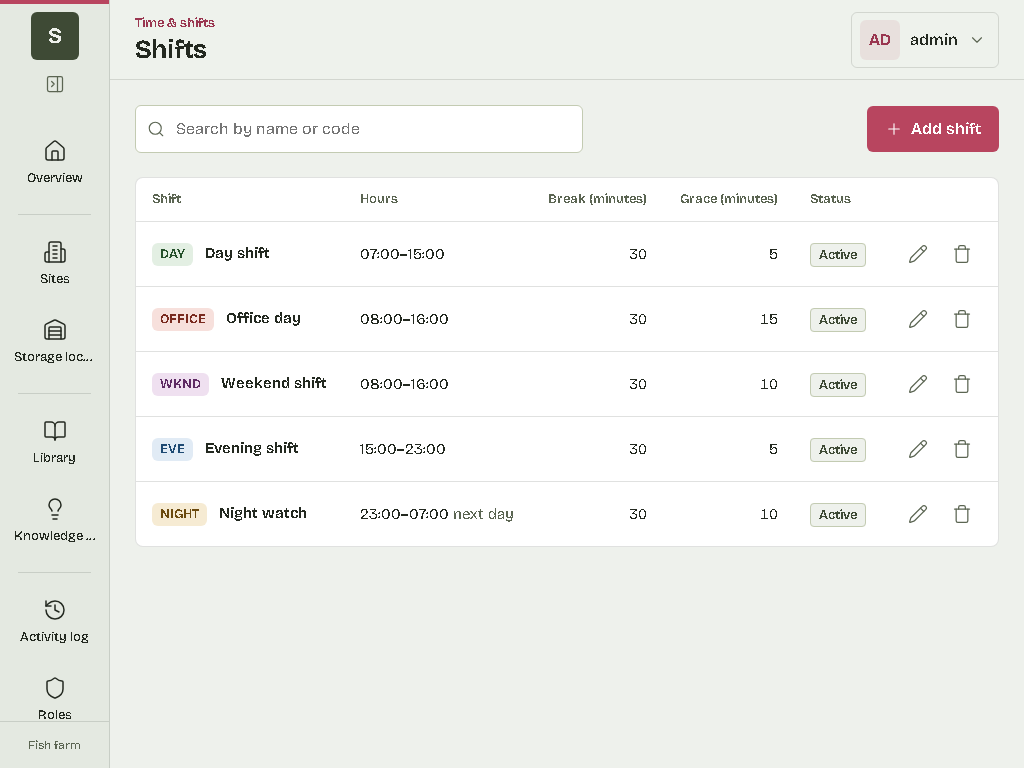 S
Overview
Sites
Storage loc...
Library
Knowledge ...
Activity log
Roles
Fish farm
Time & shifts
Shifts
AD admin
Search by name or code
Add shift
Shift Hours Break (minutes) Grace (minutes) Status
DAY Day shift 07:00–15:00 30 5 Active
OFFICE Office day 08:00–16:00 30 15 Active
WKND Weekend shift 08:00–16:00 30 10 Active
EVE Evening shift 15:00–23:00 30 5 Active
NIGHT Night watch 23:00–07:00 next day 30 10 Active